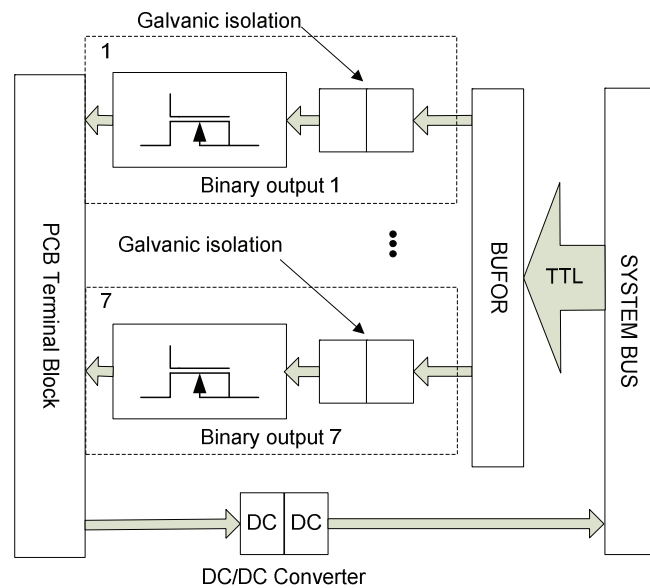 Galvanic isolation
1
Binary output 1
PCB Terminal Block
Galvanic isolation
BUFOR
TTL
SYSTEM BUS
7
Binary output 7
DC DC
DC/DC Converter